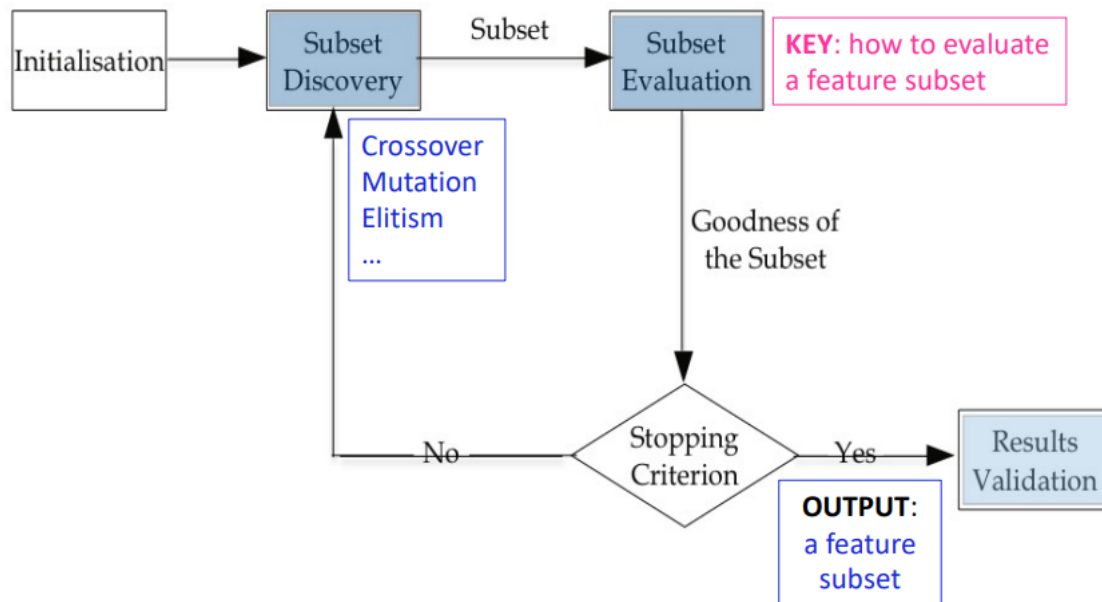 Initialisation
Subset
Discovery
Subset
Subset
Evaluation
KEY: how to evaluate
a feature subset
Crossover
Mutation
Elitism
...
Goodness of
the Subset
No
Stopping
Criterion
Yes
Results
Validation
OUTPUT:
a feature
subset